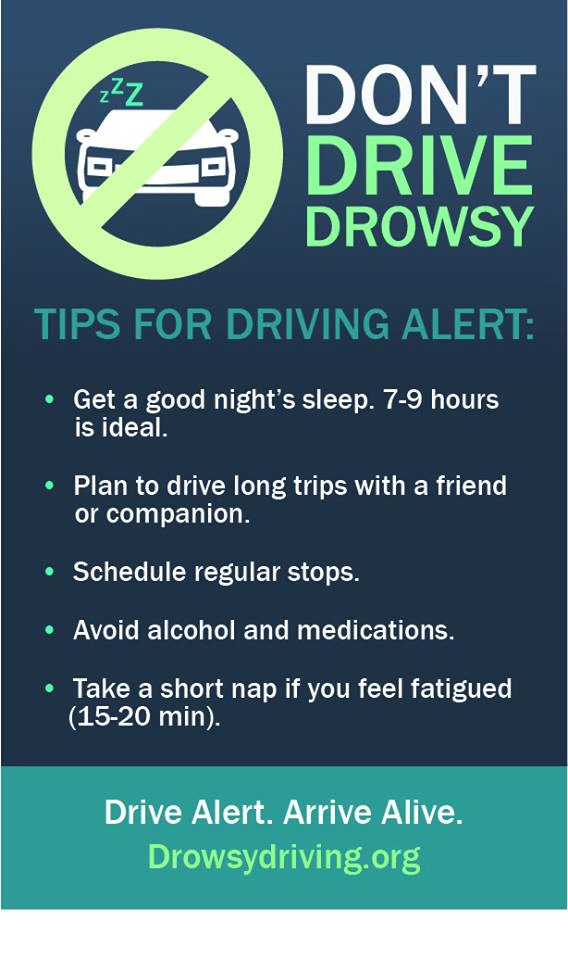 zzZ
DON'T
DRIVE
DROWSY
TIPS FOR DRIVING ALERT:
• Get a good night's sleep. 7-9 hours
is ideal.
• Plan to drive long trips with a friend
or companion.
• Schedule regular stops.
• Avoid alcohol and medications.
• Take a short nap if you feel fatigued
(15-20 min).
Drive Alert. Arrive Alive.
Drowsydriving.org